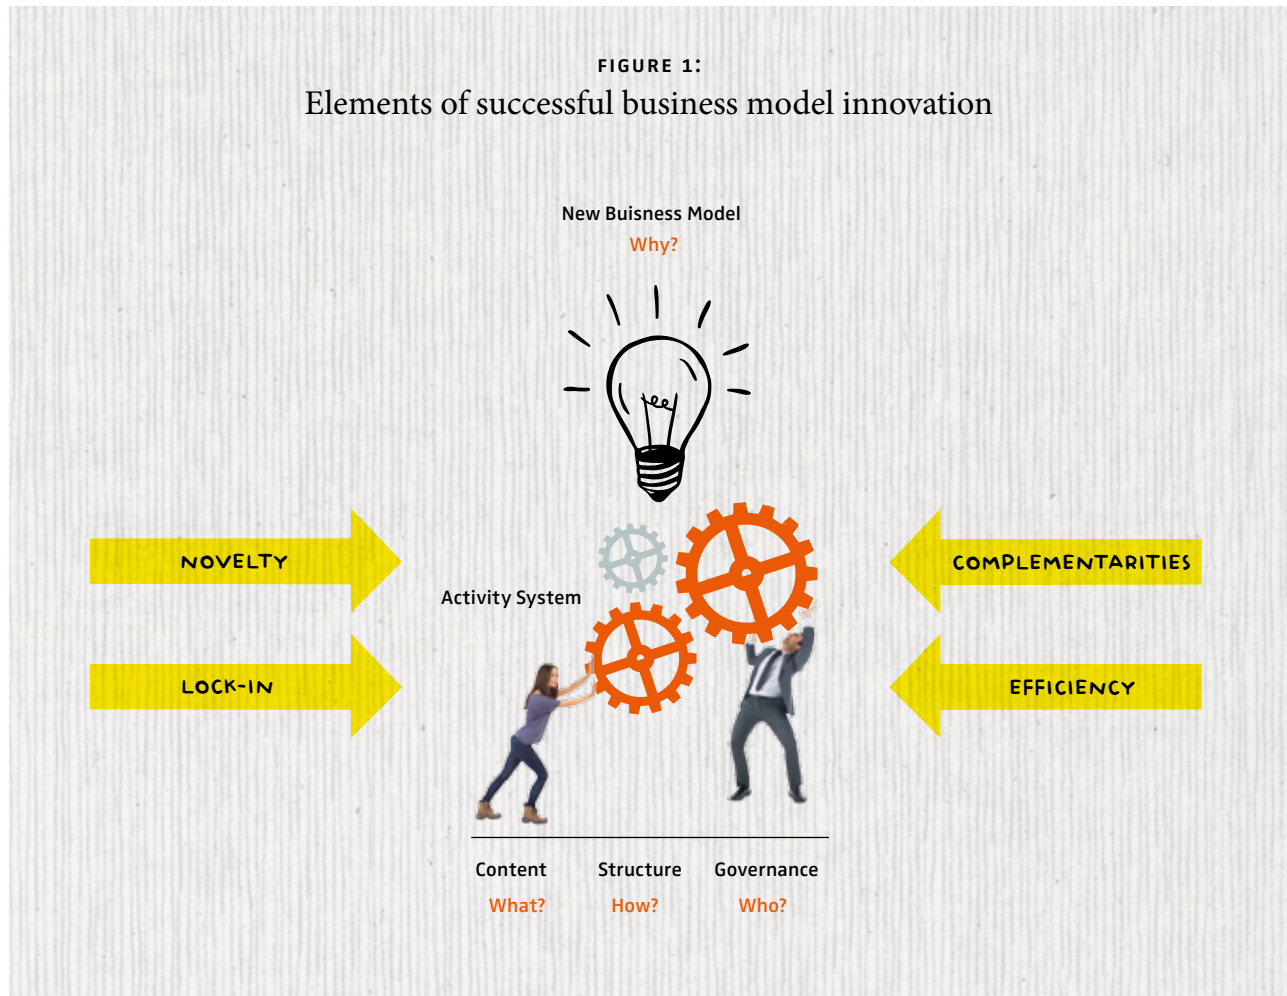 FIGURE 1:
Elements of successful business model innovation
New Buisness Model
Why?
NOVELTY
COMPLEMENTARITIES
Activity System
LOCK-IN
EFFICIENCY
Content Structure Governance
What? How? Who?